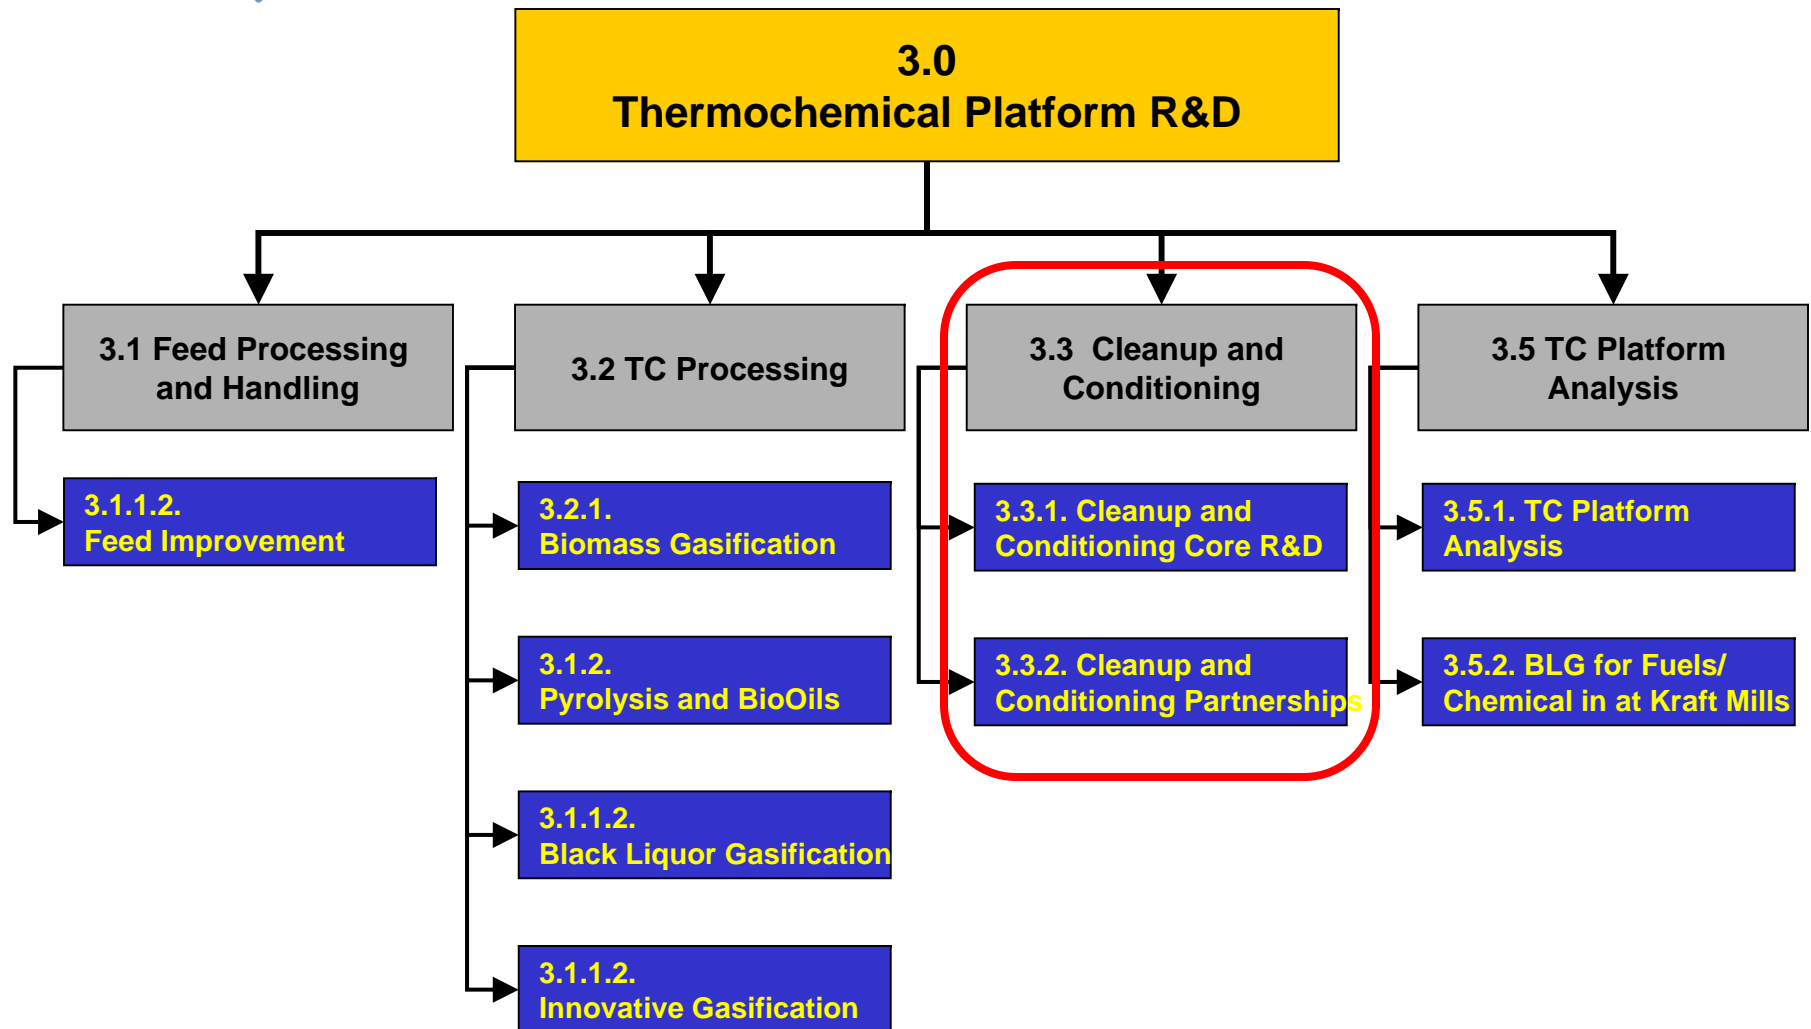 3.0
Thermochemical Platform R&D
3.1 Feed Processing
and Handling
3.2 TC Processing
3.3 Cleanup and
Conditioning
3.5 TC Platform
Analysis
3.1.1.2.
Feed Improvement
3.2.1.
Biomass Gasification
3.1.2.
Pyrolysis and BioOils
3.1.1.2.
Black Liquor Gasification
3.1.1.2.
Innovative Gasification
3.3.1. Cleanup and
Conditioning Core R&D
3.3.2. Cleanup and
Conditioning Partnerships
3.5.1. TC Platform
Analysis
3.5.2. BLG for Fuels/
Chemical in at Kraft Mills